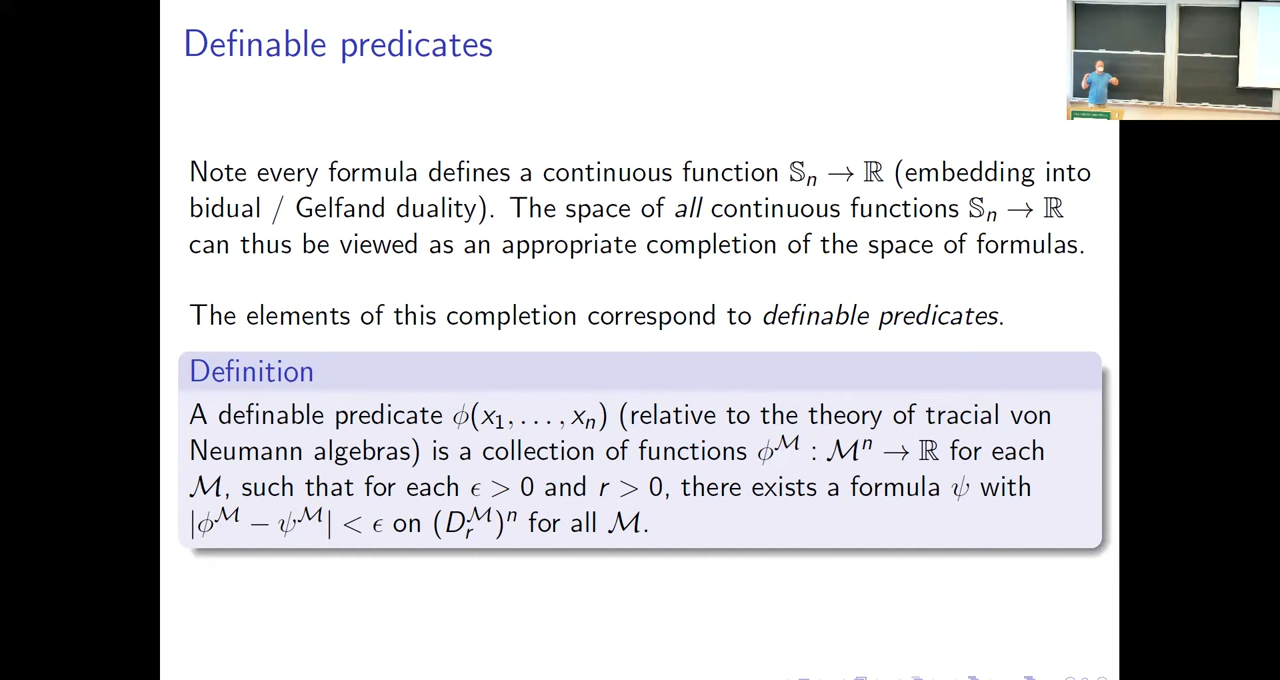 Definable predicates
Note every formula defines a continuous function 𝕊ₙ → ℝ (embedding into
bidual / Gelfand duality). The space of all continuous functions 𝕊ₙ → ℝ
can thus be viewed as an appropriate completion of the space of formulas.
The elements of this completion correspond to definable predicates.
Definition
A definable predicate ϕ(x₁, . . . , xₙ) (relative to the theory of tracial von
Neumann algebras) is a collection of functions ϕ^ℳ : ℳⁿ → ℝ for each
ℳ, such that for each ϵ > 0 and r > 0, there exists a formula ψ with
|ϕ^ℳ − ψ^ℳ| < ϵ on (D_r^ℳ)ⁿ for all ℳ.